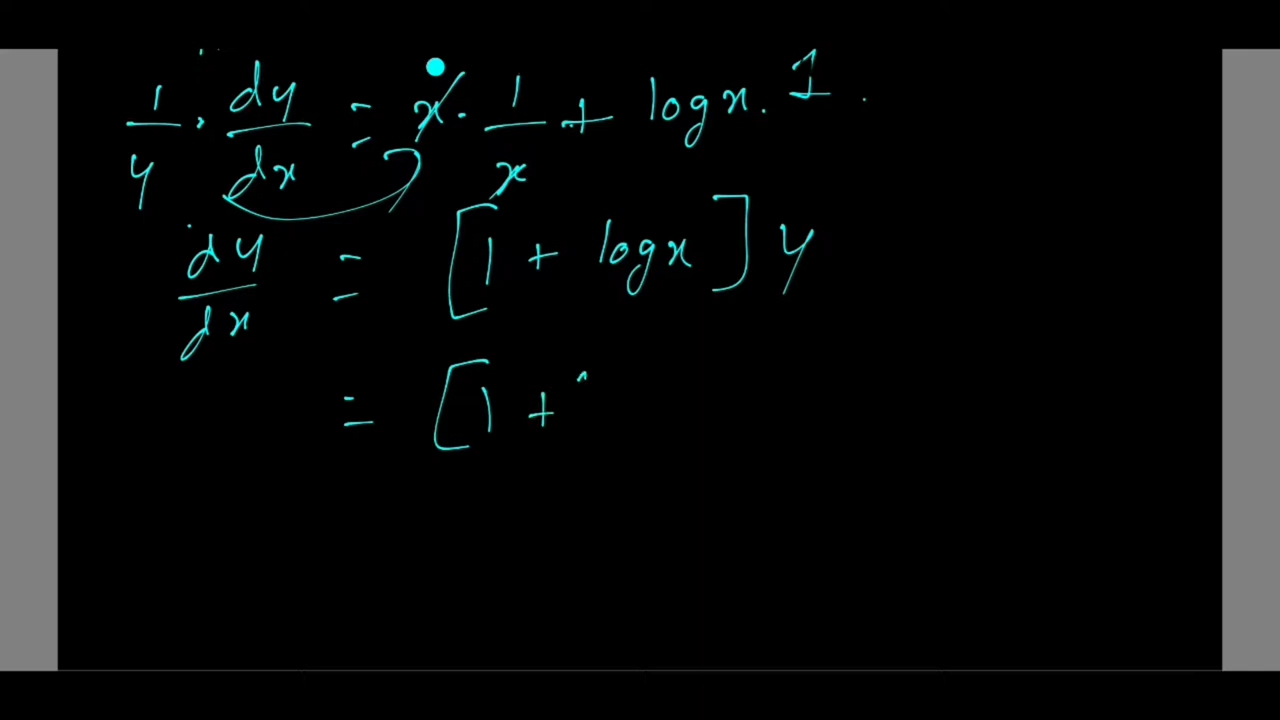 1/y · dy/dx = x · 1/x + log x . 1
dy/dx = [1 + log x] y
= [1 +